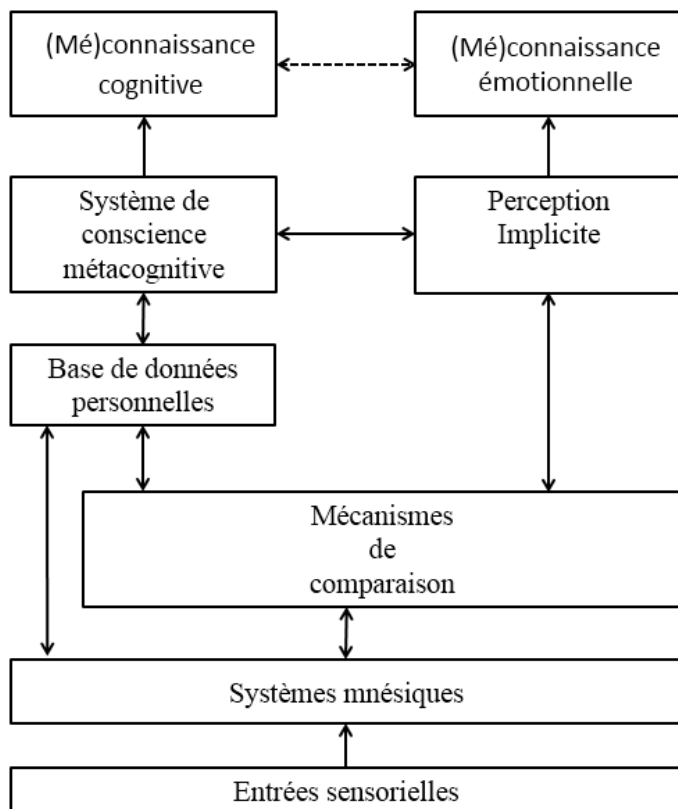 (Mé)connaissance
cognitive
(Mé)connaissance
émotionnelle
Système de
conscience
métacognitive
Perception
Implicite
Base de données
personnelles
Mécanismes
de
comparaison
Systèmes mnésiques
Entrées sensorielles